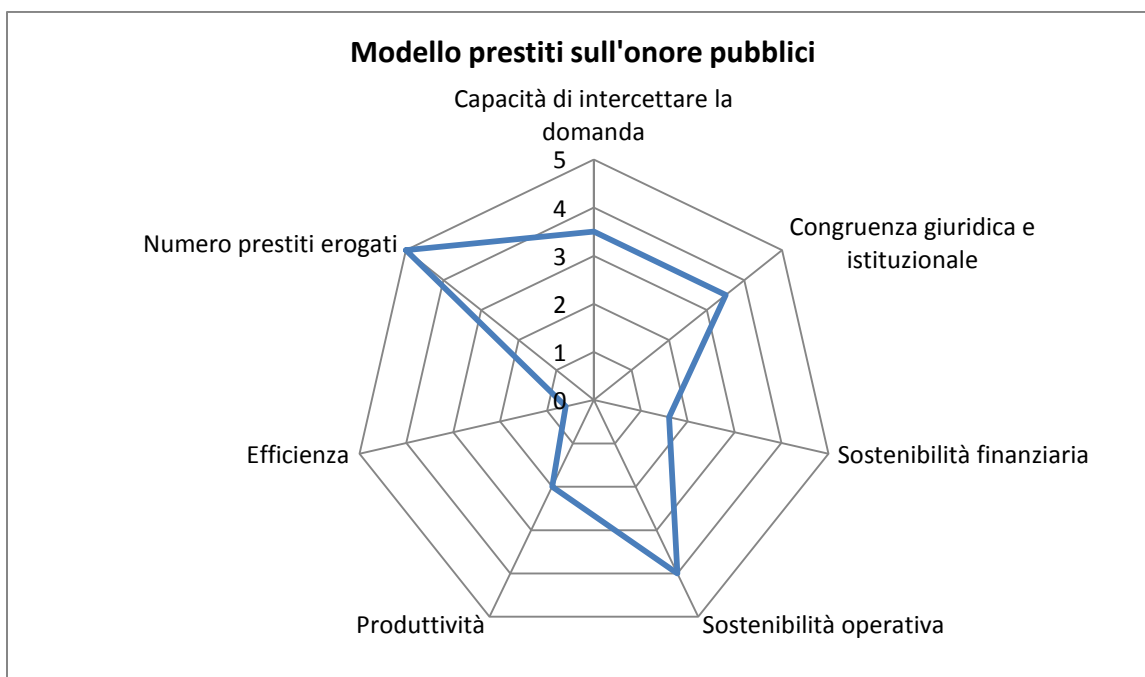 Modello prestiti sull'onore pubblici
Capacità di intercettare la
domanda
5
4
3
2
1
0
Congruenza giuridica e
istituzionale
Sostenibilità finanziaria
Sostenibilità operativa
Produttività
Efficienza
Numero prestiti erogati